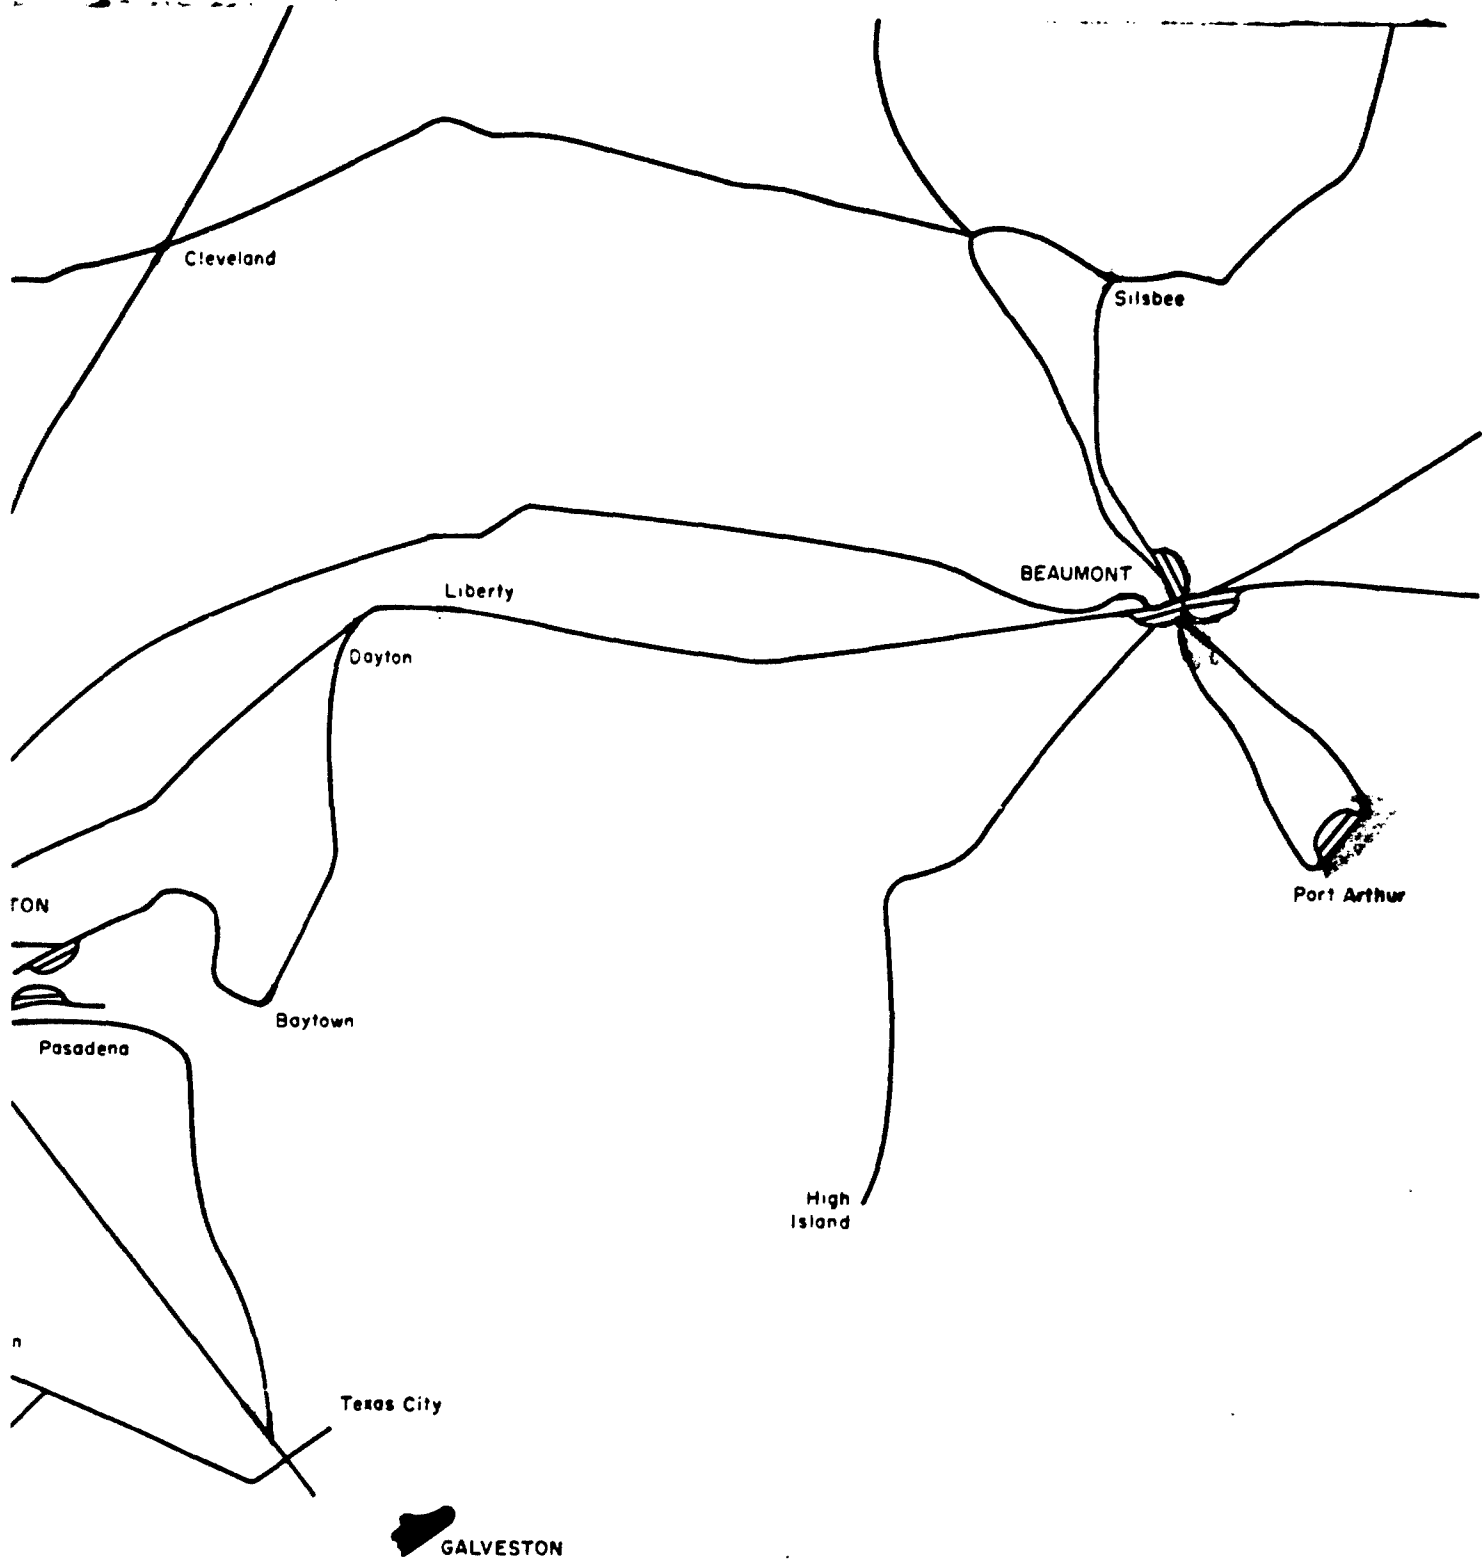 Cleveland
Silsbee
BEAUMONT
Liberty
Dayton
Port Arthur
TON
Baytown
Pasadena
High
Island
n
Texas City
GALVESTON